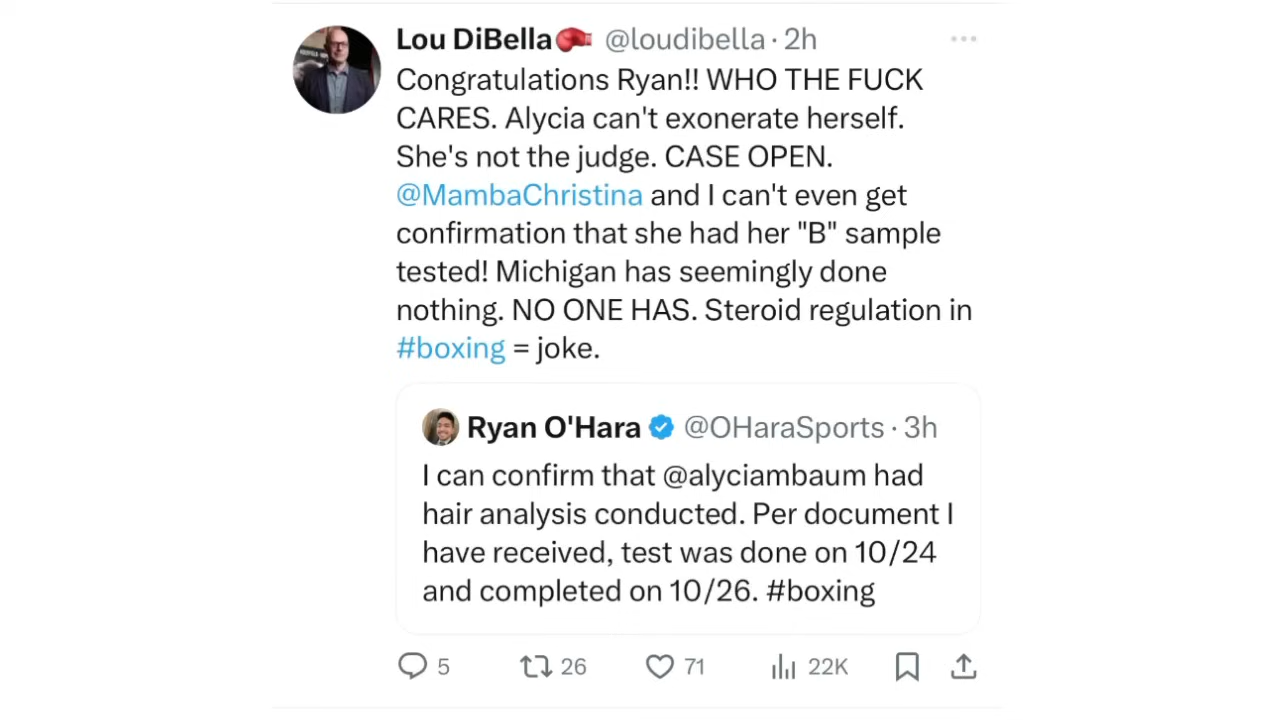 Lou DiBella🥊 @loudibella · 2h
Congratulations Ryan!! WHO THE FUCK
CARES. Alycia can't exonerate herself.
She's not the judge. CASE OPEN.
@MambaChristina and I can't even get
confirmation that she had her "B" sample
tested! Michigan has seemingly done
nothing. NO ONE HAS. Steroid regulation in
#boxing = joke.
Ryan O'Hara @OHaraSports · 3h
I can confirm that @alyciambaum had
hair analysis conducted. Per document I
have received, test was done on 10/24
and completed on 10/26. #boxing
5 26 71 22K